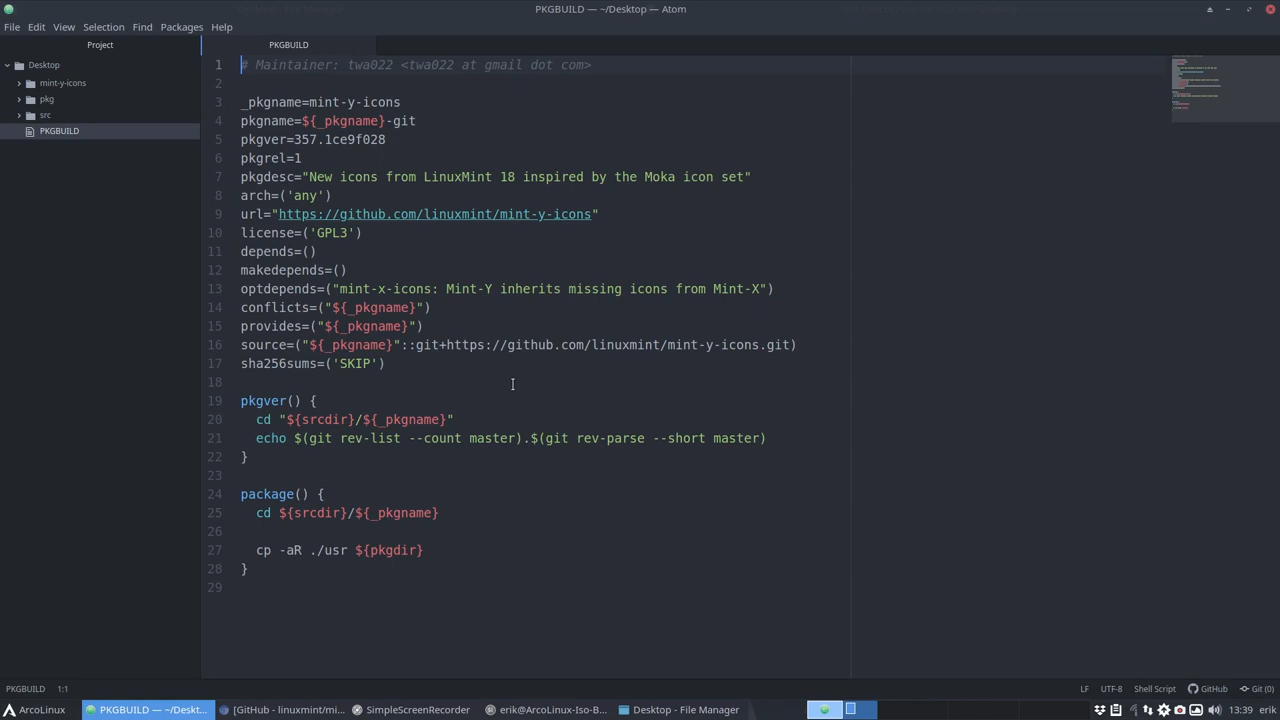 PKGBUILD — ~/Desktop — Atom
File Edit View Selection Find Packages Help
Project
PKGBUILD
Desktop
mint-y-icons
pkg
src
PKGBUILD
1 # Maintainer: twa022 <twa022 at gmail dot com>
2
3 _pkgname=mint-y-icons
4 pkgname=${_pkgname}-git
5 pkgver=357.1ce9f028
6 pkgrel=1
7 pkgdesc="New icons from LinuxMint 18 inspired by the Moka icon set"
8 arch=('any')
9 url="https://github.com/linuxmint/mint-y-icons"
10 license=('GPL3')
11 depends=()
12 makedepends=()
13 optdepends=("mint-x-icons: Mint-Y inherits missing icons from Mint-X")
14 conflicts=("${_pkgname}")
15 provides=("${_pkgname}")
16 source=("${_pkgname}"::git+https://github.com/linuxmint/mint-y-icons.git)
17 sha256sums=('SKIP')
18
19 pkgver() {
20 cd "${srcdir}/${_pkgname}"
21 echo $(git rev-list --count master).$(git rev-parse --short master)
22 }
23
24 package() {
25 cd ${srcdir}/${_pkgname}
26
27 cp -aR ./usr ${pkgdir}
28 }
29
PKGBUILD 1:1 LF UTF-8 Shell Script GitHub Git (0)
ArcoLinux PKGBUILD — ~/Deskt... [GitHub - linuxmint/mi... SimpleScreenRecorder erik@ArcoLinux-Iso-B... Desktop - File Manager 13:39 erik